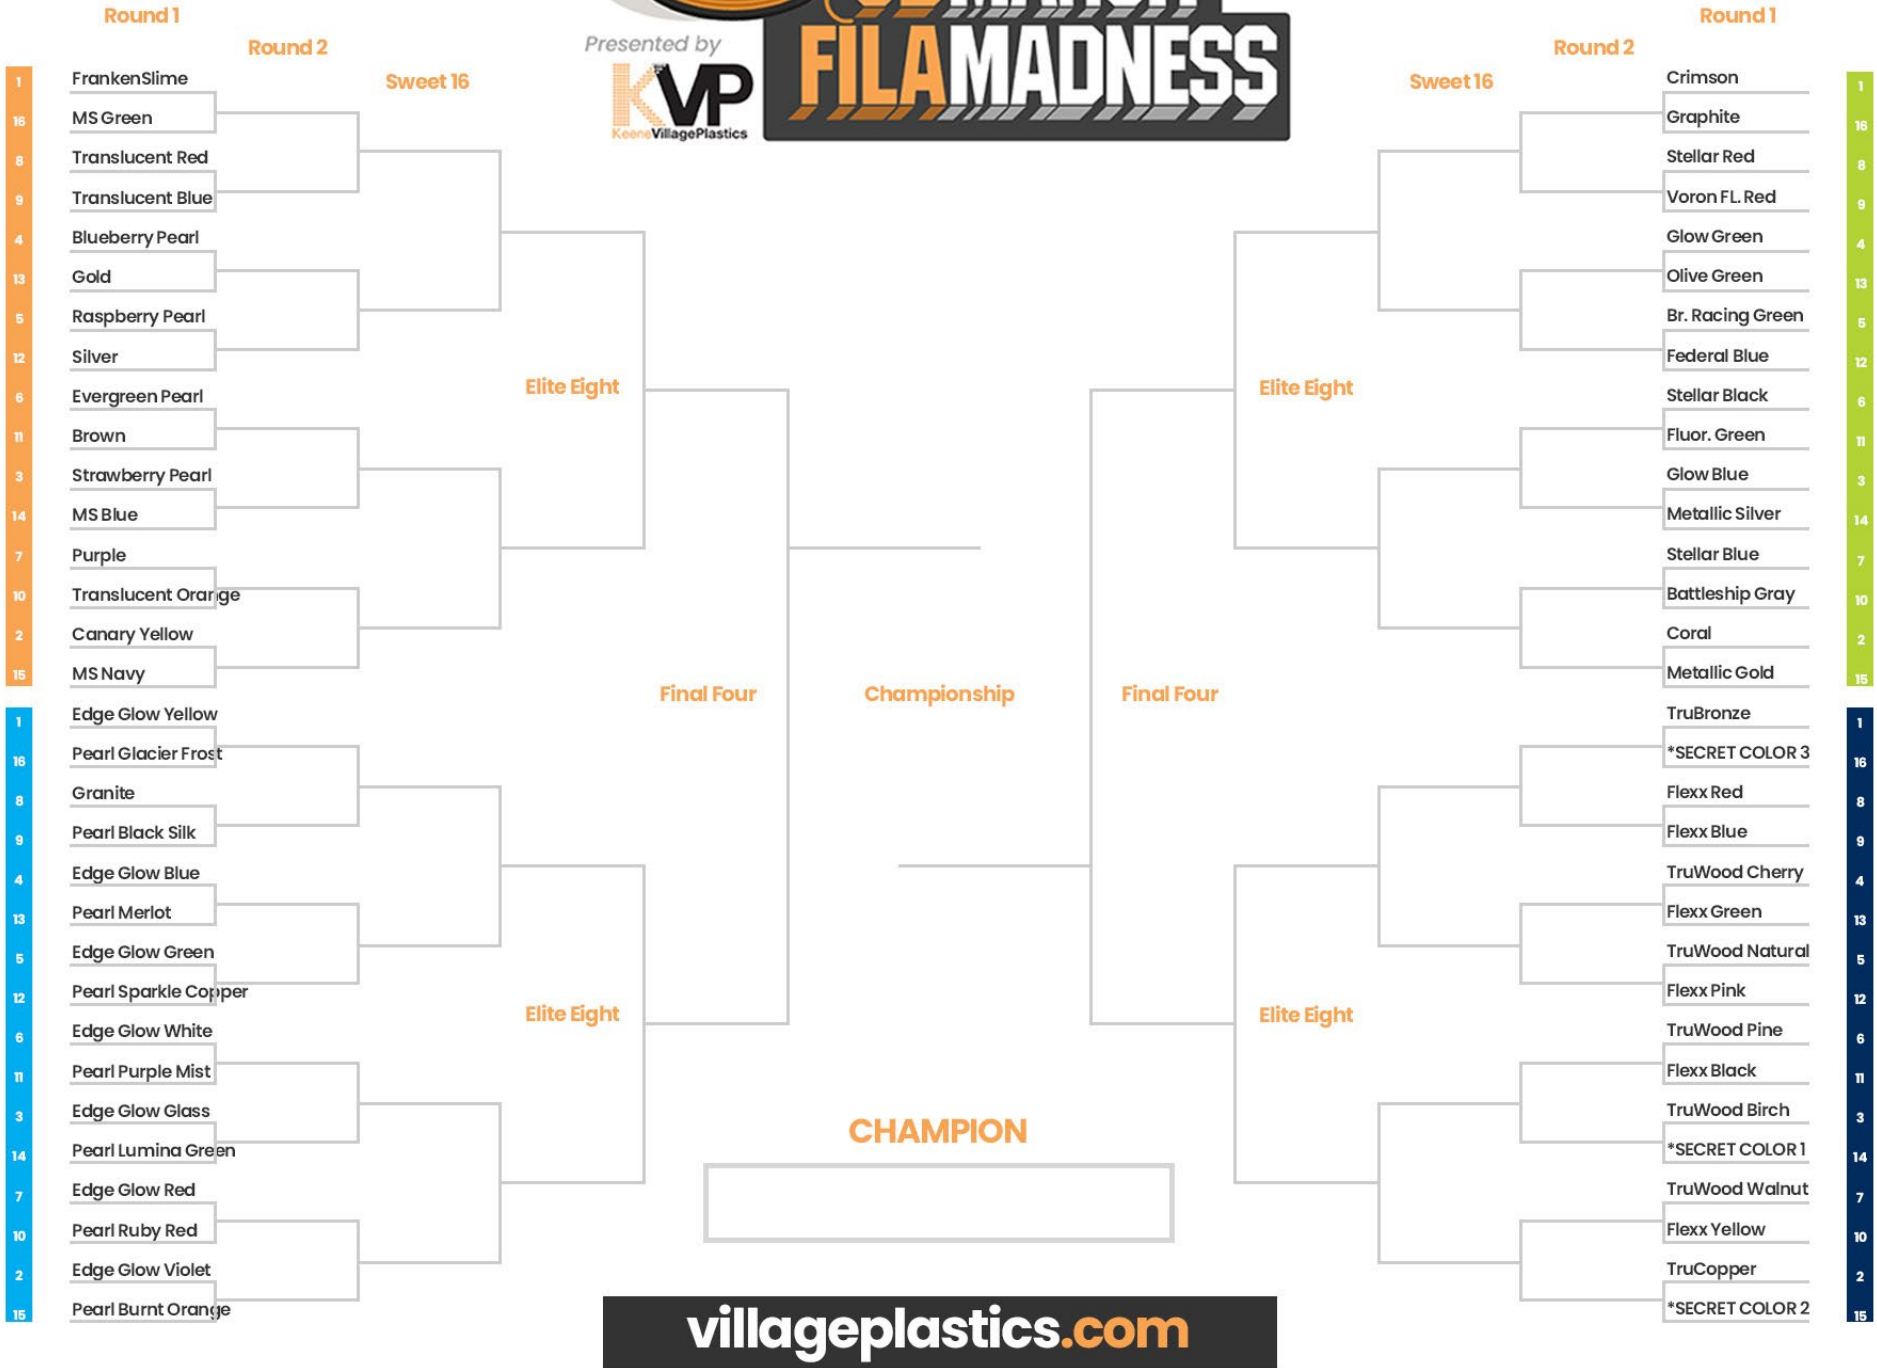 Round 1
Round 2
Sweet 16
Presented by
KVP
KeeneVillagePlastics
FILAMADNESS
Round 1
Round 2
Sweet 16
1 FrankenSlime
16 MS Green
8 Translucent Red
9 Translucent Blue
4 Blueberry Pearl
13 Gold
5 Raspberry Pearl
12 Silver
6 Evergreen Pearl
11 Brown
3 Strawberry Pearl
14 MS Blue
7 Purple
10 Translucent Orange
2 Canary Yellow
15 MS Navy
1 Edge Glow Yellow
16 Pearl Glacier Frost
8 Granite
9 Pearl Black Silk
4 Edge Glow Blue
13 Pearl Merlot
5 Edge Glow Green
12 Pearl Sparkle Copper
6 Edge Glow White
11 Pearl Purple Mist
3 Edge Glow Glass
14 Pearl Lumina Green
7 Edge Glow Red
10 Pearl Ruby Red
2 Edge Glow Violet
15 Pearl Burnt Orange
Elite Eight
Elite Eight
Final Four
Championship
Final Four
Elite Eight
Elite Eight
Crimson 1
Graphite 16
Stellar Red 8
Voron FL. Red 9
Glow Green 4
Olive Green 13
Br. Racing Green 5
Federal Blue 12
Stellar Black 6
Fluor. Green 11
Glow Blue 3
Metallic Silver 14
Stellar Blue 7
Battleship Gray 10
Coral 2
Metallic Gold 15
TruBronze 1
*SECRET COLOR 3 16
Flexx Red 8
Flexx Blue 9
TruWood Cherry 4
Flexx Green 13
TruWood Natural 5
Flexx Pink 12
TruWood Pine 6
Flexx Black 11
TruWood Birch 3
*SECRET COLOR 1 14
TruWood Walnut 7
Flexx Yellow 10
TruCopper 2
*SECRET COLOR 2 15
CHAMPION
villageplastics.com